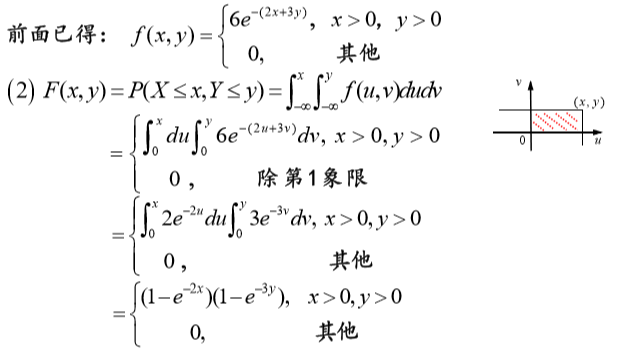 前面已得： f(x,y)={6e^{-(2x+3y)}, x>0, y>0
0, 其他
(2) F(x,y)=P(X≤x,Y≤y)=∫_{-∞}^{x}∫_{-∞}^{y} f(u,v)dudv
={∫_0^x du∫_0^y 6e^{-(2u+3v)}dv, x>0,y>0
0 , 除第1象限
={∫_0^x 2e^{-2u}du∫_0^y 3e^{-3v}dv, x>0,y>0
0 , 其他
={(1-e^{-2x})(1-e^{-3y}), x>0,y>0
0, 其他
v
(x,y)
0
u